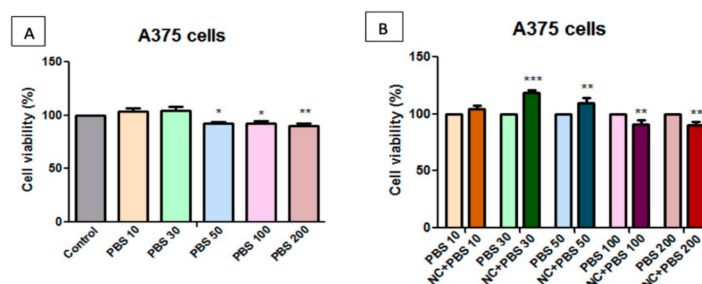 A
A375 cells
Cell viability (%)
150
100
50
0
*
*
**
Control
PBS 10
PBS 30
PBS 50
PBS 100
PBS 200
B
A375 cells
Cell viability (%)
150
100
50
0
***
**
**
**
PBS 10
NC+PBS 10
PBS 30
NC+PBS 30
PBS 50
NC+PBS 50
PBS 100
NC+PBS 100
PBS 200
NC+PBS 200